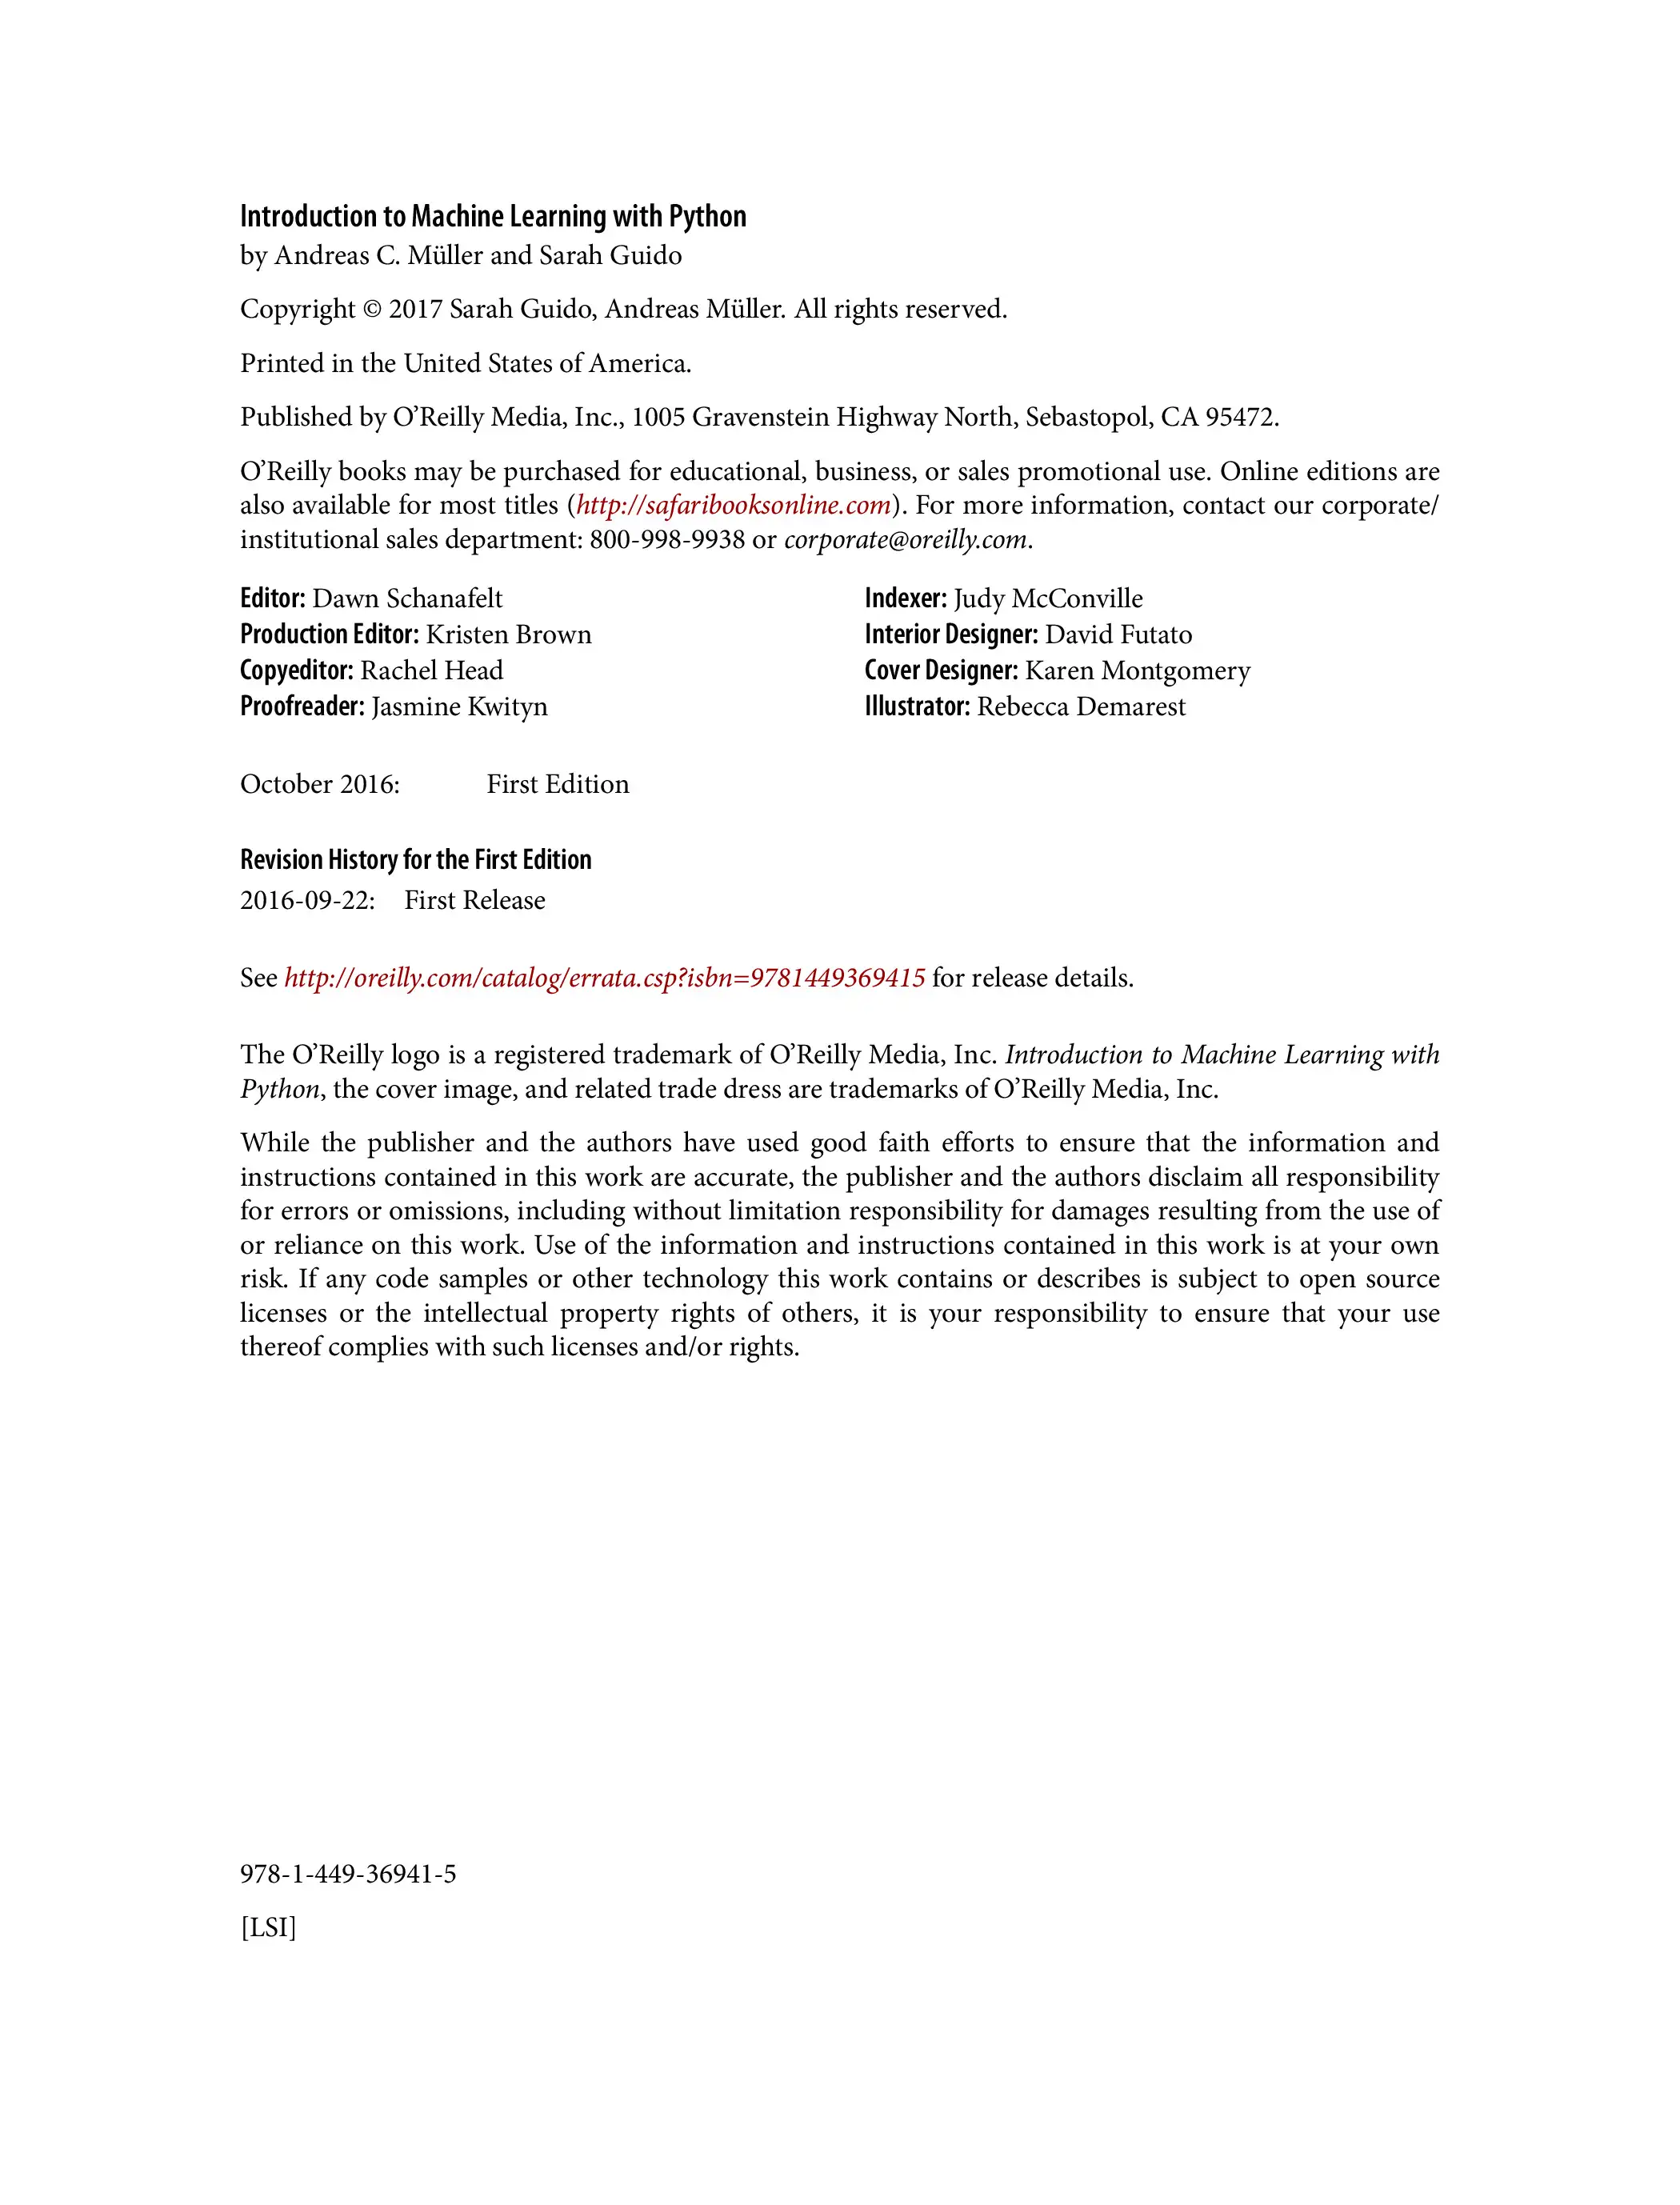 Introduction to Machine Learning with Python
by Andreas C. Müller and Sarah Guido
Copyright © 2017 Sarah Guido, Andreas Müller. All rights reserved.
Printed in the United States of America.
Published by O’Reilly Media, Inc., 1005 Gravenstein Highway North, Sebastopol, CA 95472.
O’Reilly books may be purchased for educational, business, or sales promotional use. Online editions are
also available for most titles (http://safaribooksonline.com). For more information, contact our corporate/
institutional sales department: 800-998-9938 or corporate@oreilly.com.
Editor: Dawn Schanafelt
Production Editor: Kristen Brown
Copyeditor: Rachel Head
Proofreader: Jasmine Kwityn
Indexer: Judy McConville
Interior Designer: David Futato
Cover Designer: Karen Montgomery
Illustrator: Rebecca Demarest
October 2016: First Edition
Revision History for the First Edition
2016-09-22: First Release
See http://oreilly.com/catalog/errata.csp?isbn=9781449369415 for release details.
The O’Reilly logo is a registered trademark of O’Reilly Media, Inc. Introduction to Machine Learning with
Python, the cover image, and related trade dress are trademarks of O’Reilly Media, Inc.
While the publisher and the authors have used good faith efforts to ensure that the information and
instructions contained in this work are accurate, the publisher and the authors disclaim all responsibility
for errors or omissions, including without limitation responsibility for damages resulting from the use of
or reliance on this work. Use of the information and instructions contained in this work is at your own
risk. If any code samples or other technology this work contains or describes is subject to open source
licenses or the intellectual property rights of others, it is your responsibility to ensure that your use
thereof complies with such licenses and/or rights.
978-1-449-36941-5
[LSI]